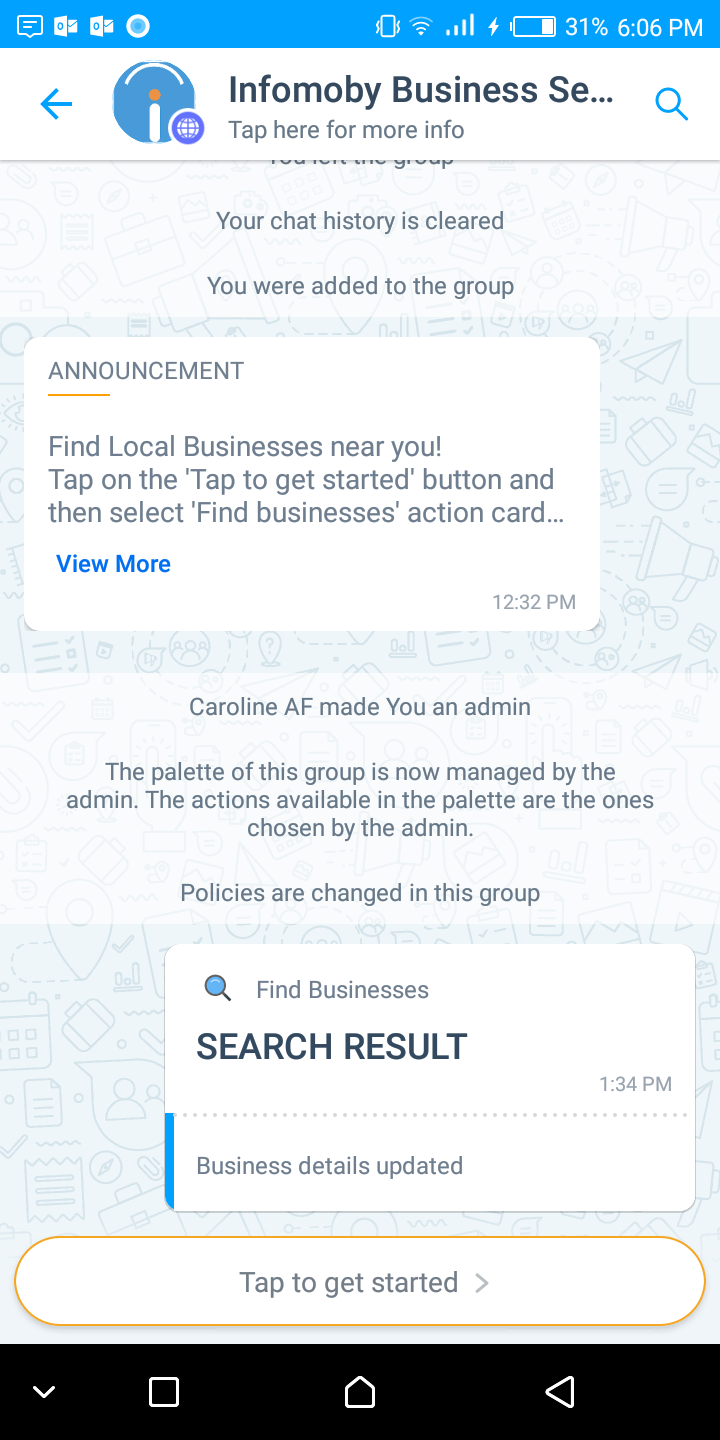 31% 6:06 PM
Infomoby Business Se...
Tap here for more info
You left the group
Your chat history is cleared
You were added to the group
ANNOUNCEMENT
Find Local Businesses near you!
Tap on the 'Tap to get started' button and
then select 'Find businesses' action card...
View More
12:32 PM
Caroline AF made You an admin
The palette of this group is now managed by the
admin. The actions available in the palette are the ones
chosen by the admin.
Policies are changed in this group
Find Businesses
SEARCH RESULT
1:34 PM
Business details updated
Tap to get started